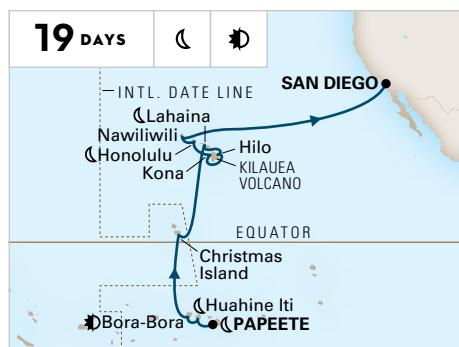 19 DAYS
SAN DIEGO
INTL. DATE LINE
Lahaina
Nawiliwili
Honolulu
Hilo
Kona
KILAUEA
VOLCANO
EQUATOR
Christmas
Island
Huahine Iti
Bora-Bora
PAPEETE